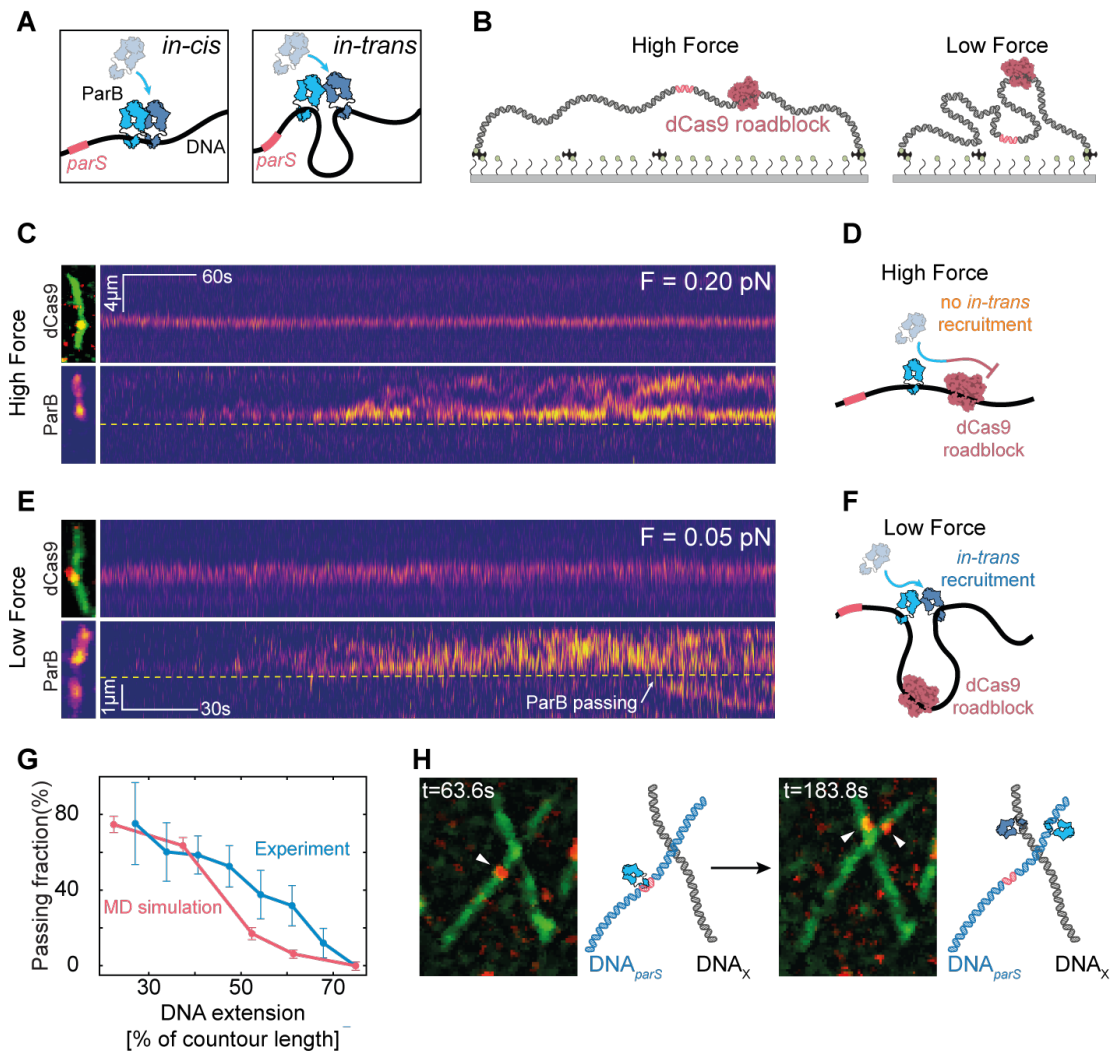 A
in-cis
ParB
DNA
parS
in-trans
parS
B
High Force
dCas9 roadblock
Low Force
C
High Force
dCas9
4μm
60s
F = 0.20 pN
ParB
D
High Force
no in-trans
recruitment
dCas9
roadblock
E
Low Force
dCas9
F = 0.05 pN
ParB
1μm
30s
ParB passing
F
Low Force
in-trans
recruitment
dCas9
roadblock
G
Passing fraction(%)
80
40
0
Experiment
MD simulation
30
50
70
DNA extension
[% of countour length]
H
t=63.6s
DNAparS
DNAX
t=183.8s
DNAparS
DNAX